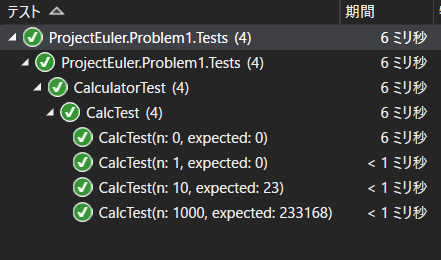 テスト 期間
ProjectEuler.Problem1.Tests (4) 6 ミリ秒
ProjectEuler.Problem1.Tests (4) 6 ミリ秒
CalculatorTest (4) 6 ミリ秒
CalcTest (4) 6 ミリ秒
CalcTest(n: 0, expected: 0) 6 ミリ秒
CalcTest(n: 1, expected: 0) < 1 ミリ秒
CalcTest(n: 10, expected: 23) < 1 ミリ秒
CalcTest(n: 1000, expected: 233168) < 1 ミリ秒